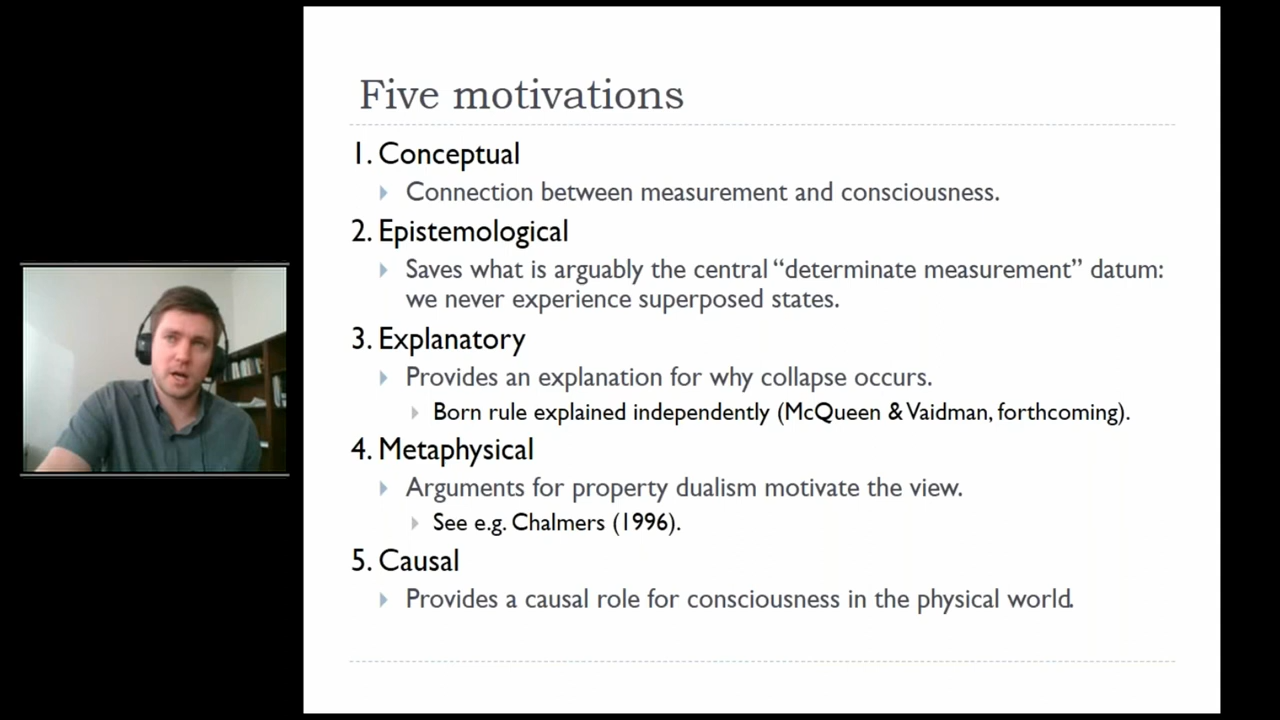 Five motivations
1. Conceptual
Connection between measurement and consciousness.
2. Epistemological
Saves what is arguably the central “determinate measurement” datum:
we never experience superposed states.
3. Explanatory
Provides an explanation for why collapse occurs.
Born rule explained independently (McQueen & Vaidman, forthcoming).
4. Metaphysical
Arguments for property dualism motivate the view.
See e.g. Chalmers (1996).
5. Causal
Provides a causal role for consciousness in the physical world.